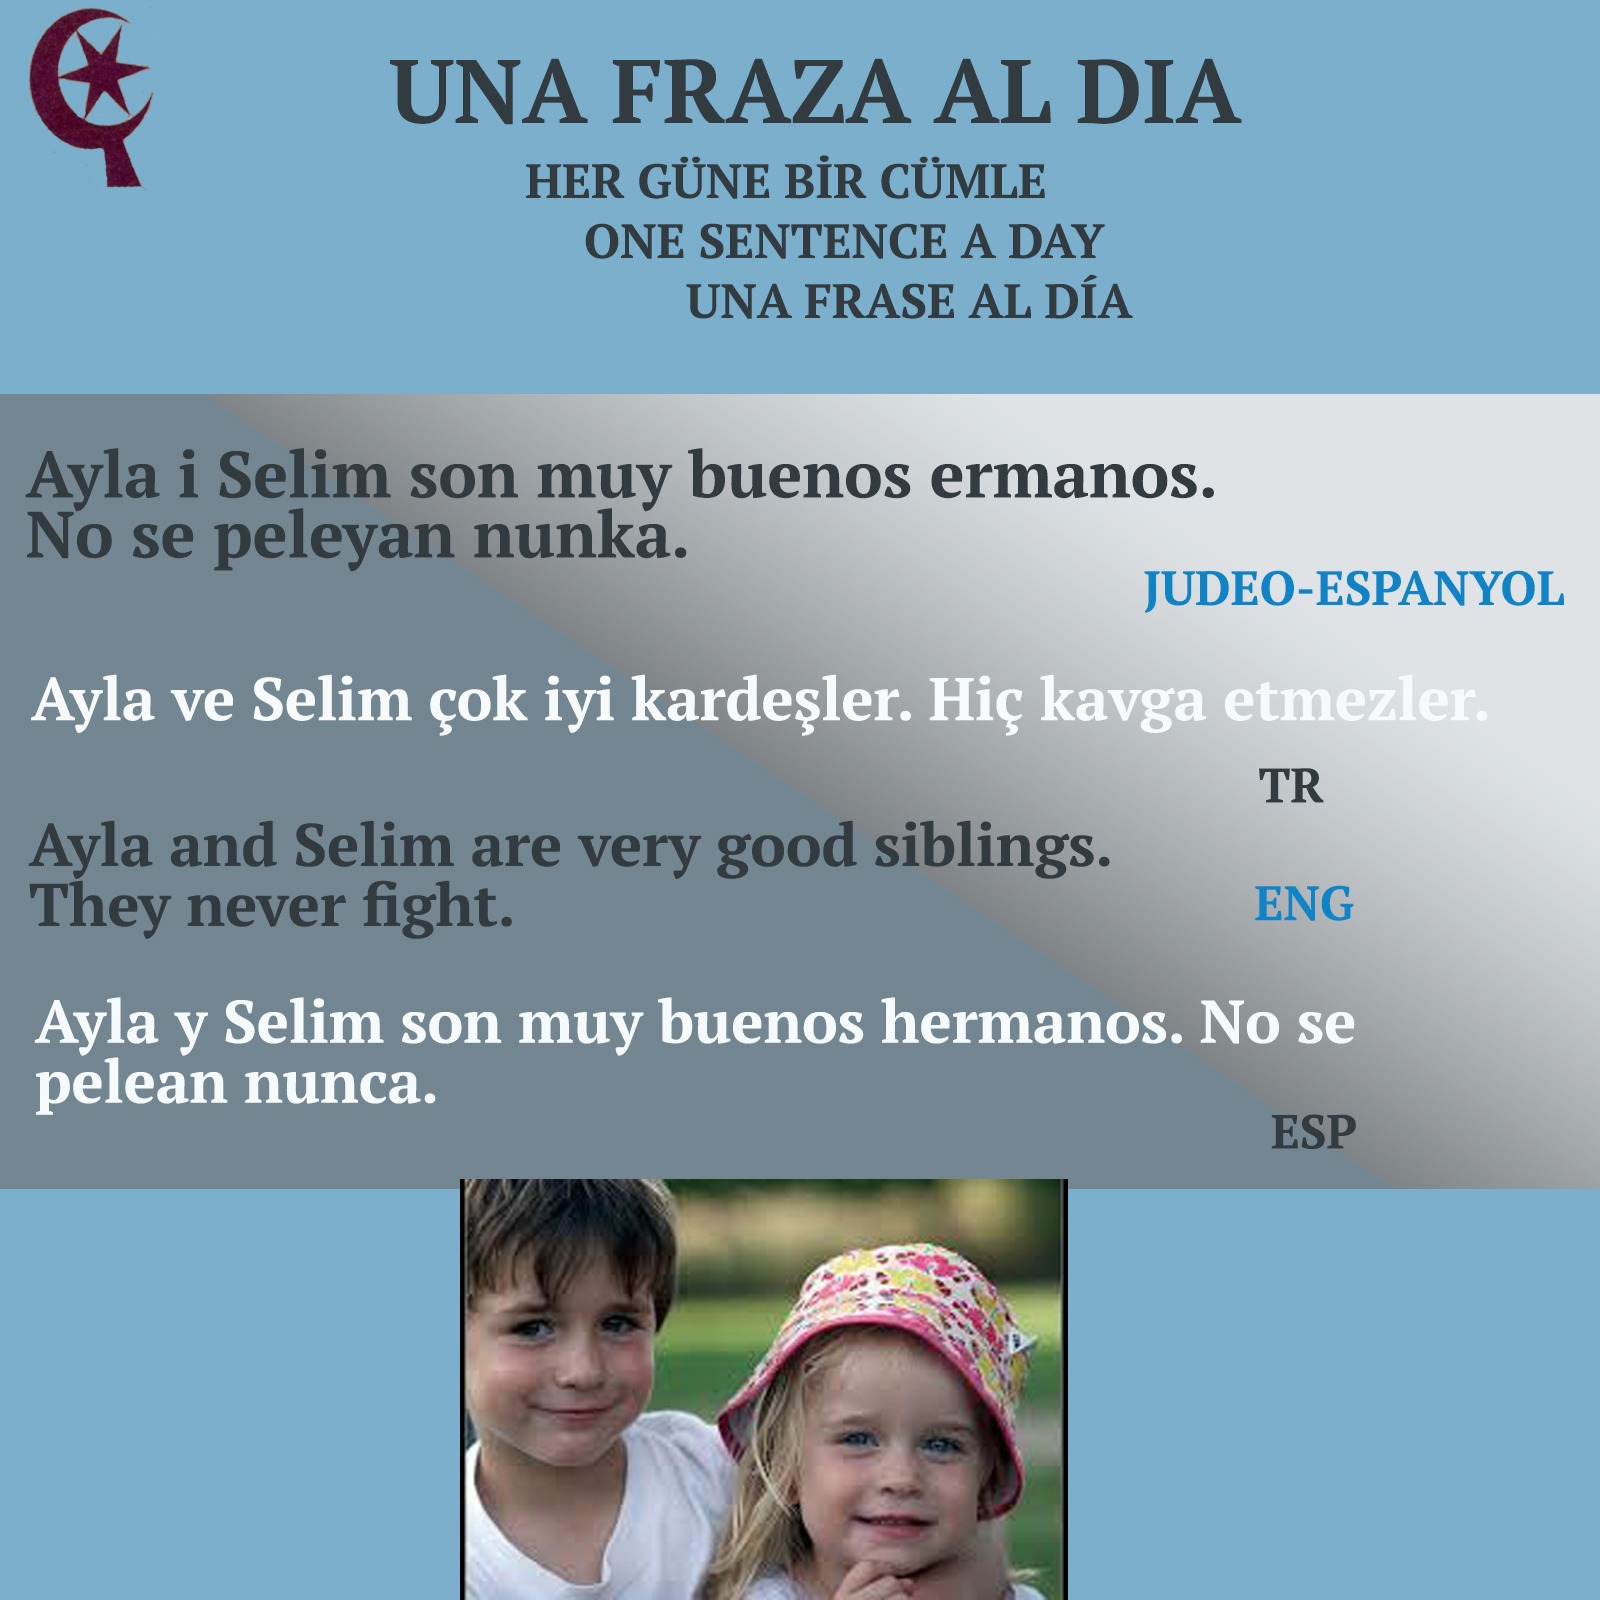 UNA FRAZA AL DIA
HER GÜNE BİR CÜMLE
ONE SENTENCE A DAY
UNA FRASE AL DÍA
Ayla i Selim son muy buenos ermanos.
No se peleyan nunka.
JUDEO-ESPANYOL
Ayla ve Selim çok iyi kardeşler. Hiç kavga etmezler.
TR
Ayla and Selim are very good siblings.
They never fight.
ENG
Ayla y Selim son muy buenos hermanos. No se
pelean nunca.
ESP